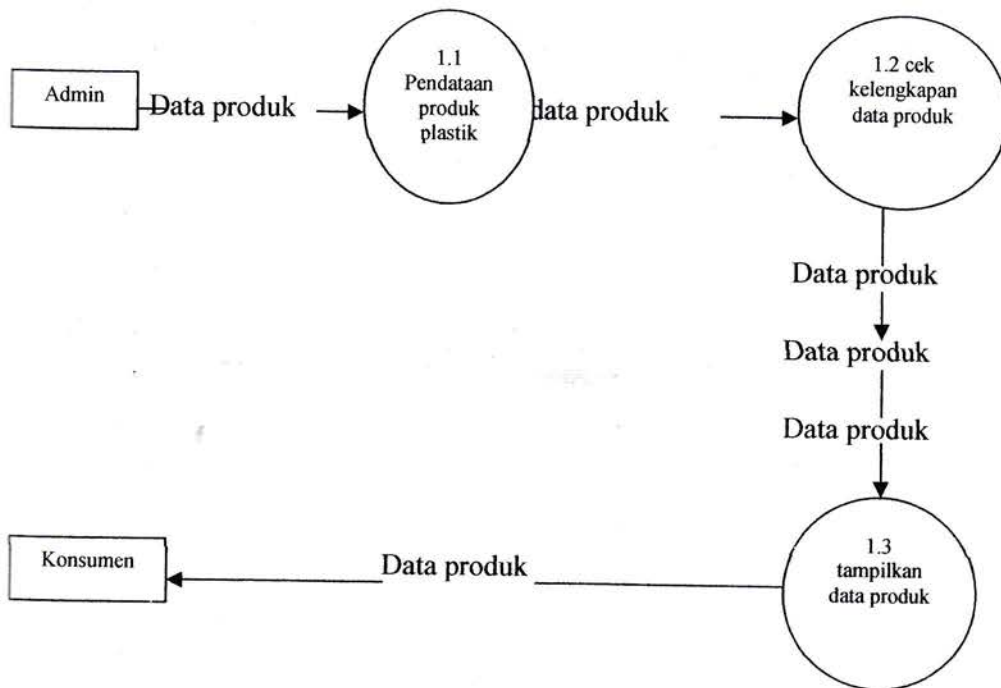 Admin
Data produk
1.1
Pendataan
produk
plastik
data produk
1.2 cek
kelengkapan
data produk
Data produk
Data produk
Data produk
1.3
tampilkan
data produk
Data produk
Konsumen